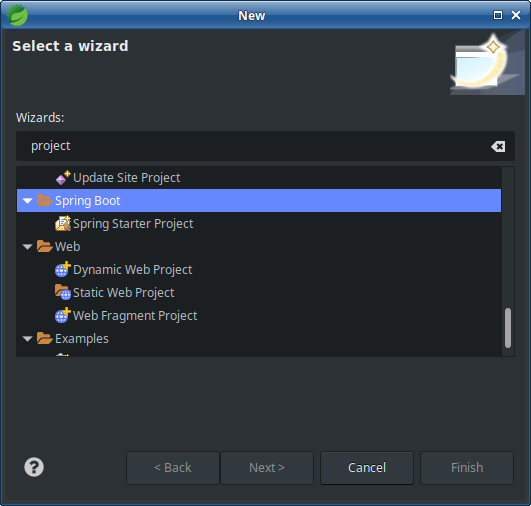 New
Select a wizard
Wizards:
project
Update Site Project
Spring Boot
Spring Starter Project
Web
Dynamic Web Project
Static Web Project
Web Fragment Project
Examples
?
< Back
Next >
Cancel
Finish